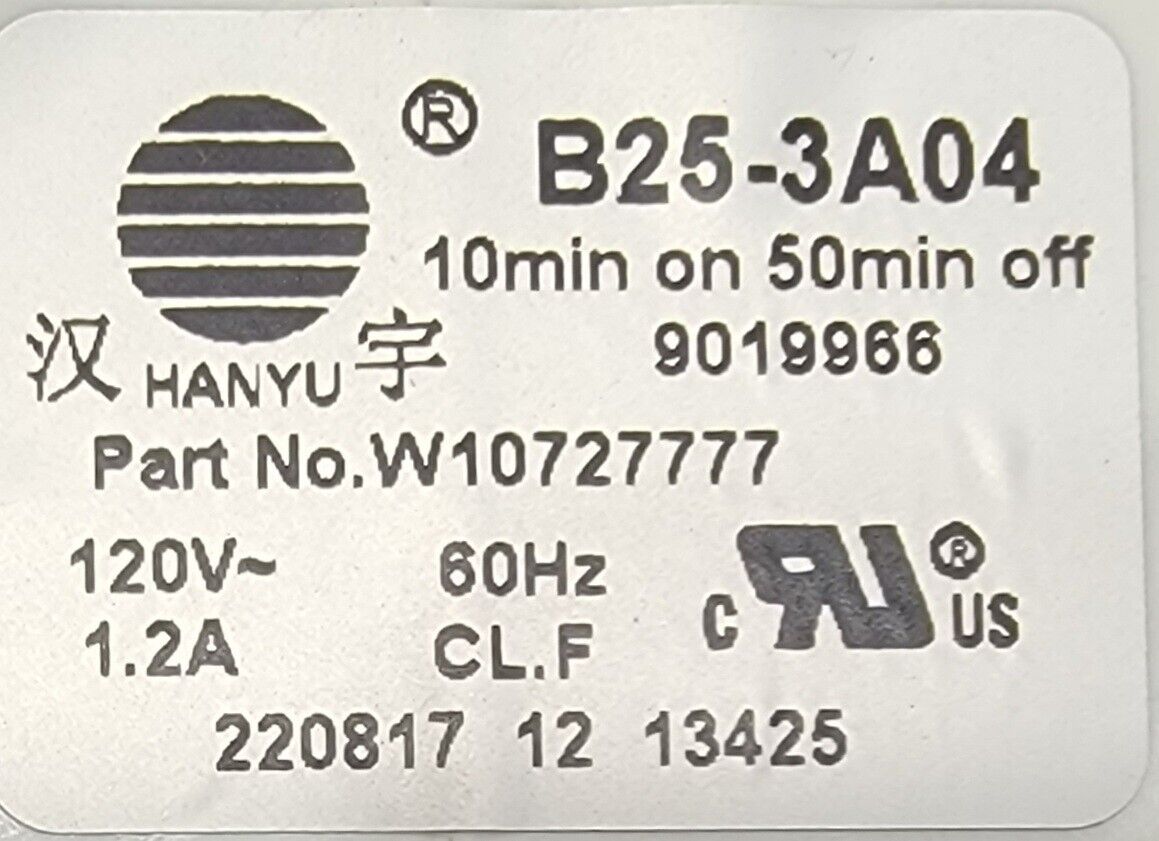 ® B25-3A04
10min on 50min off
9019966
汉 HANYU 宇
Part No.W10727777
120V~ 60Hz
1.2A CL.F
c RU® US
220817 12 13425